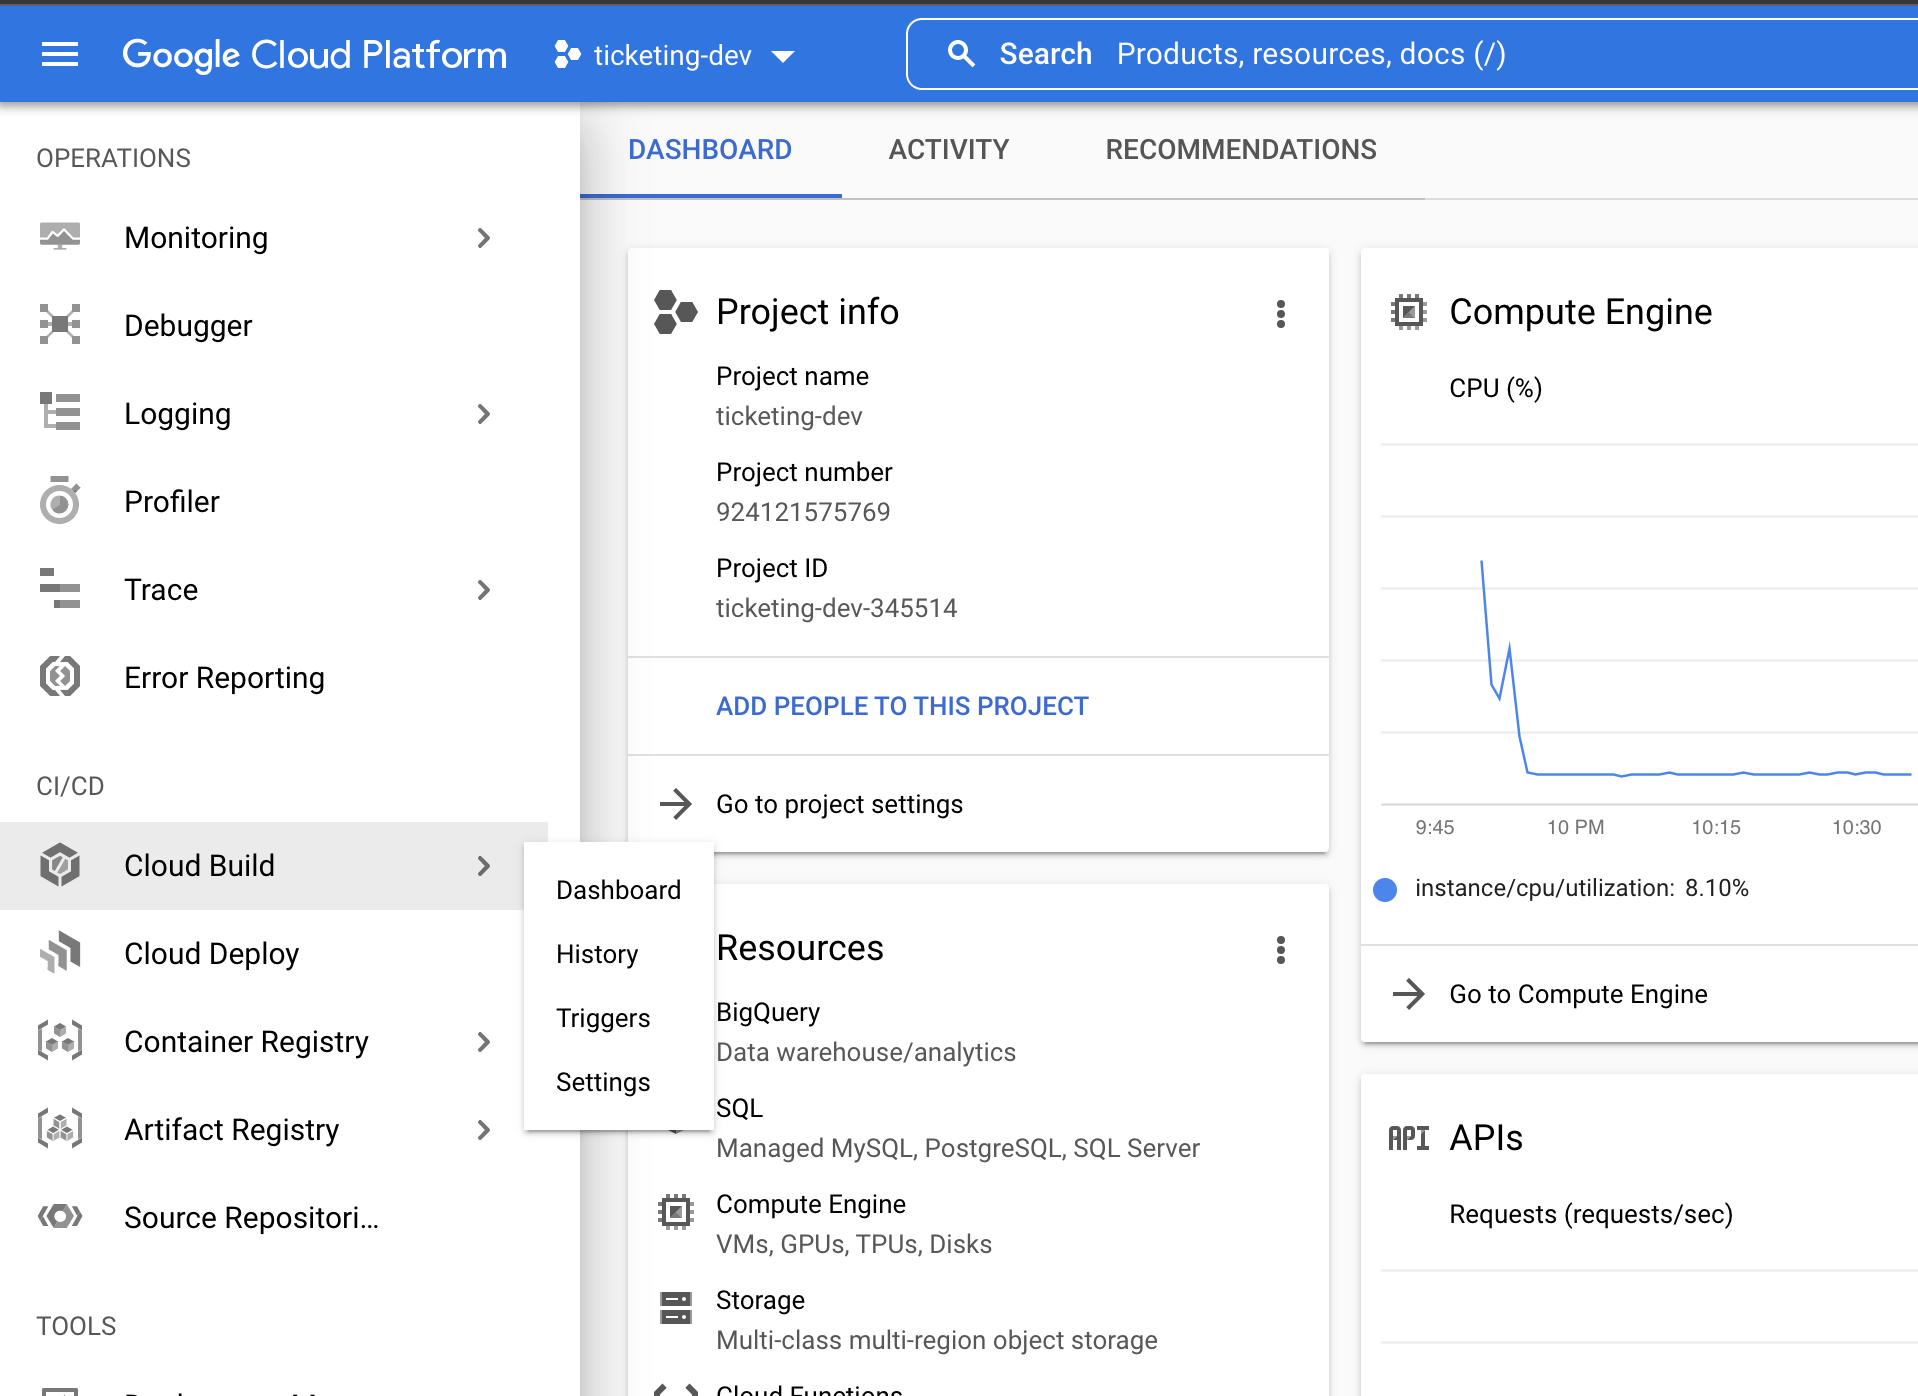 Google Cloud Platform
ticketing-dev
Search Products, resources, docs (/)
OPERATIONS
Monitoring
Debugger
Logging
Profiler
Trace
Error Reporting
CI/CD
Cloud Build
Cloud Deploy
Container Registry
Artifact Registry
Source Repositori...
TOOLS
Dashboard
History
Triggers
Settings
DASHBOARD
ACTIVITY
RECOMMENDATIONS
Project info
Project name
ticketing-dev
Project number
924121575769
Project ID
ticketing-dev-345514
ADD PEOPLE TO THIS PROJECT
Go to project settings
Resources
BigQuery
Data warehouse/analytics
SQL
Managed MySQL, PostgreSQL, SQL Server
Compute Engine
VMs, GPUs, TPUs, Disks
Storage
Multi-class multi-region object storage
Cloud Functions
Compute Engine
CPU (%)
9:45 10 PM 10:15 10:30
instance/cpu/utilization: 8.10%
Go to Compute Engine
API APIs
Requests (requests/sec)